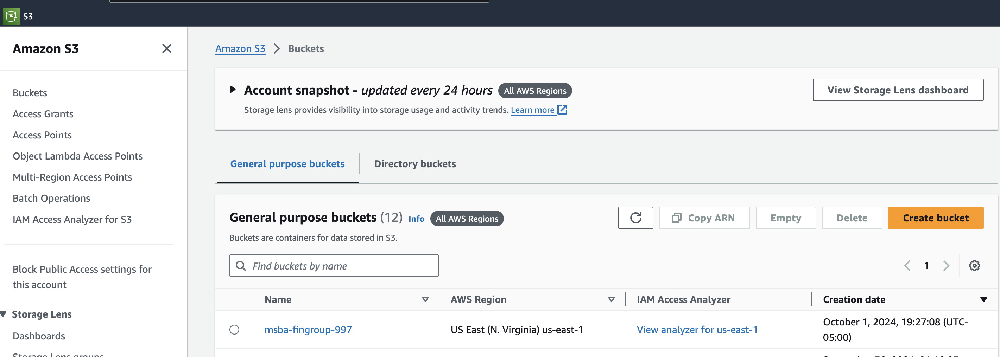 S3
Amazon S3
Buckets
Access Grants
Access Points
Object Lambda Access Points
Multi-Region Access Points
Batch Operations
IAM Access Analyzer for S3
Block Public Access settings for
this account
Storage Lens
Dashboards
Storage Lens groups
Amazon S3 > Buckets
Account snapshot - updated every 24 hours All AWS Regions
View Storage Lens dashboard
Storage lens provides visibility into storage usage and activity trends. Learn more
General purpose buckets
Directory buckets
General purpose buckets (12) Info All AWS Regions
Copy ARN
Empty
Delete
Create bucket
Buckets are containers for data stored in S3.
Find buckets by name
1
Name
AWS Region
IAM Access Analyzer
Creation date
msba-fingroup-997
US East (N. Virginia) us-east-1
View analyzer for us-east-1
October 1, 2024, 19:27:08 (UTC-
05:00)